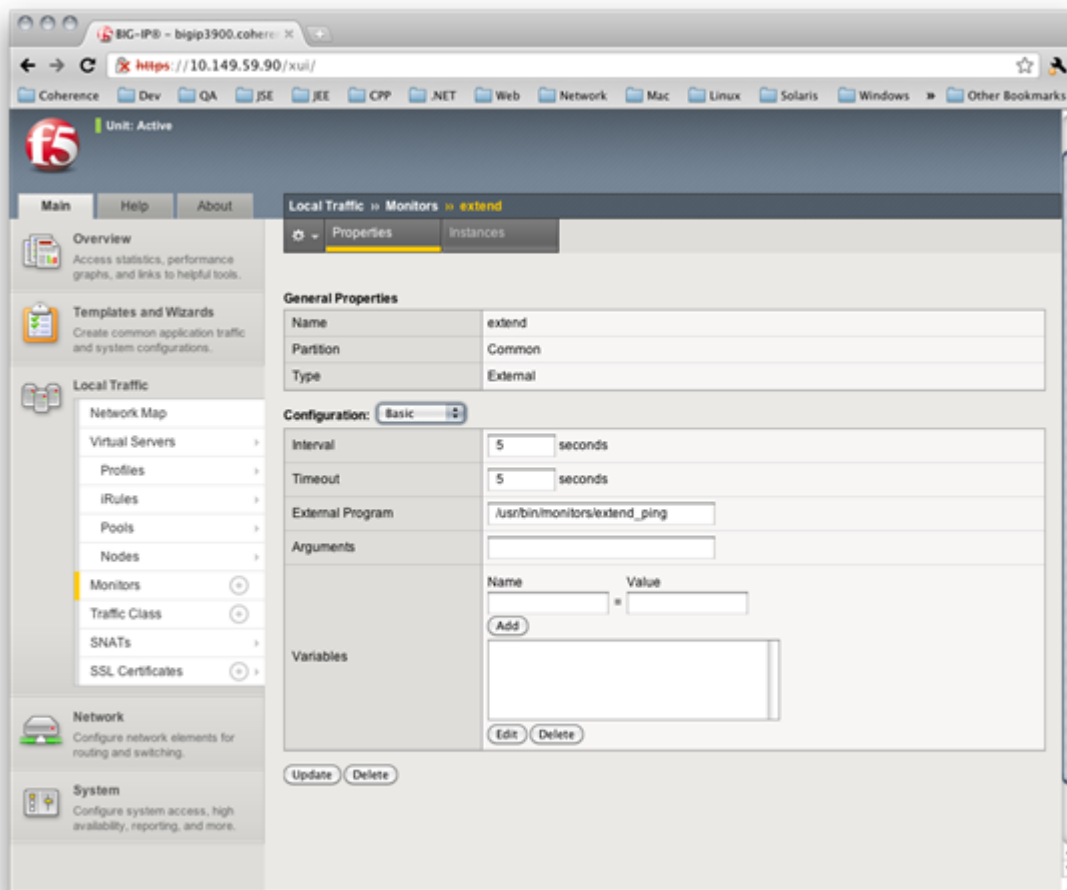 BIG-IP® – bigip3900.cohere
https://10.149.59.90/xui/
Coherence Dev QA JSE JEE CPP .NET Web Network Mac Linux Solaris Windows » Other Bookmarks
f5
Unit: Active
Main Help About
Local Traffic ›› Monitors ›› extend
Properties Instances
Overview
Access statistics, performance
graphs, and links to helpful tools.
Templates and Wizards
Create common application traffic
and system configurations.
Local Traffic
Network Map
Virtual Servers
Profiles
iRules
Pools
Nodes
Monitors
Traffic Class
SNATs
SSL Certificates
Network
Configure network elements for
routing and switching.
System
Configure system access, high
availability, reporting, and more.
General Properties
Name extend
Partition Common
Type External
Configuration: Basic
Interval 5 seconds
Timeout 5 seconds
External Program /usr/bin/monitors/extend_ping
Arguments
Variables
Name Value
=
Add
Edit Delete
Update Delete